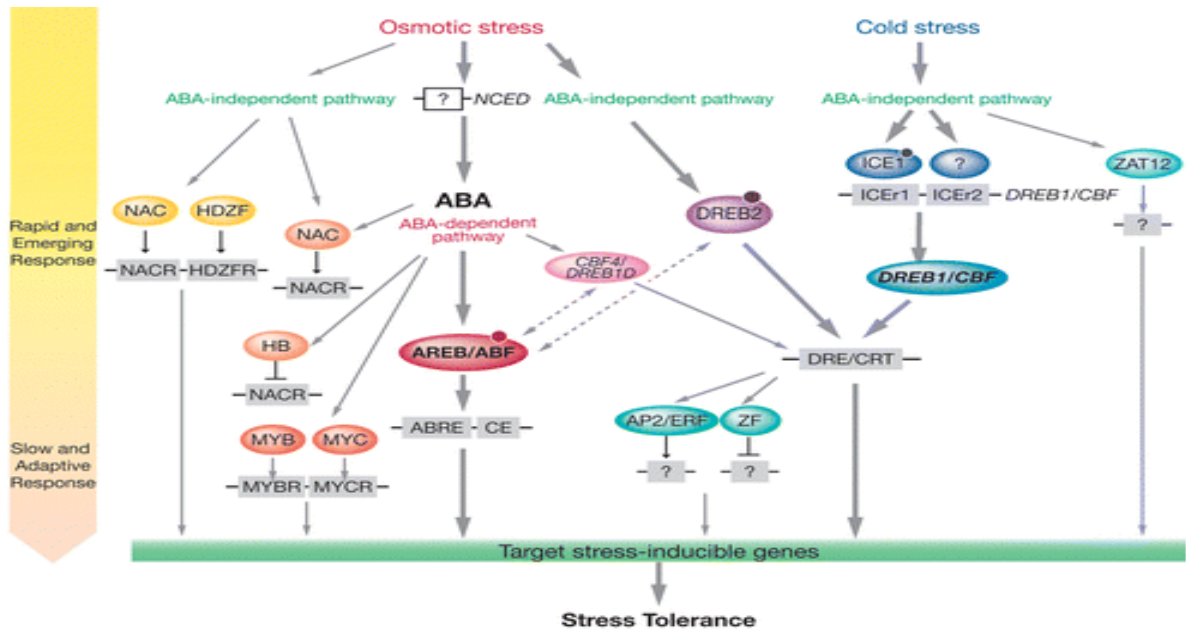 Osmotic stress
Cold stress
ABA-independent pathway
? NCED
ABA-independent pathway
ABA-independent pathway
ICE1
?
ZAT12
ICEr1 ICEr2 DREB1/CBF
?
Rapid and
Emerging
Response
NAC
HDZF
NACR HDZFR
NAC
NACR
ABA
ABA-dependent
pathway
CBF4/
DREB1D
DREB2
DREB1/CBF
HB
NACR
AREB/ABF
DRE/CRT
Slow and
Adaptive
Response
MYB
MYC
MYBR MYCR
ABRE CE
AP2/ERF
ZF
?
?
Target stress-inducible genes
Stress Tolerance